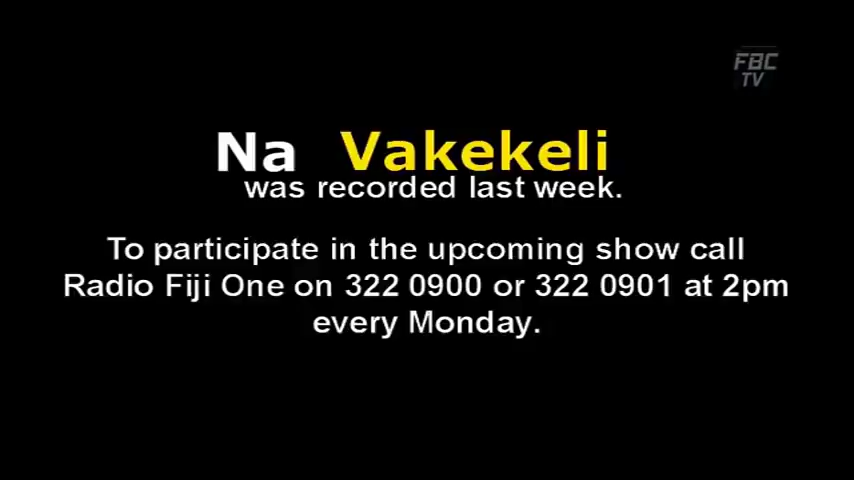 FBC
TV
Na Vakekeli
was recorded last week.
To participate in the upcoming show call
Radio Fiji One on 322 0900 or 322 0901 at 2pm
every Monday.